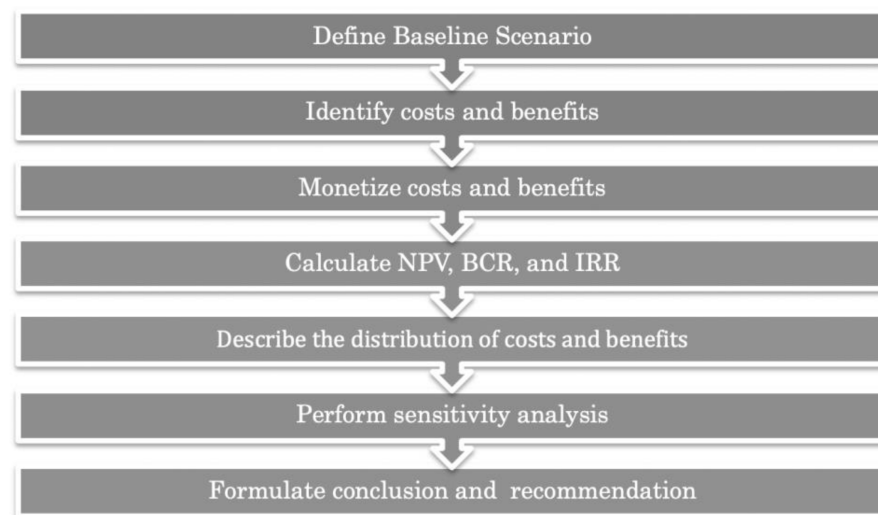 Define Baseline Scenario
Identify costs and benefits
Monetize costs and benefits
Calculate NPV, BCR, and IRR
Describe the distribution of costs and benefits
Perform sensitivity analysis
Formulate conclusion and recommendation